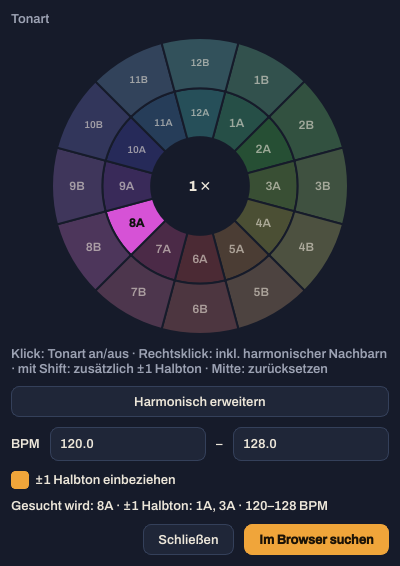 Tonart
12B
11B
1B
12A
11A
1A
10B
2B
10A
2A
9B
9A
1 ×
3A
3B
8A
4A
8B
7A
5A
4B
6A
7B
5B
6B
Klick: Tonart an/aus · Rechtsklick: inkl. harmonischer Nachbarn
· mit Shift: zusätzlich ±1 Halbton · Mitte: zurücksetzen
Harmonisch erweitern
BPM 120.0 – 128.0
±1 Halbton einbeziehen
Gesucht wird: 8A · ±1 Halbton: 1A, 3A · 120–128 BPM
Schließen Im Browser suchen